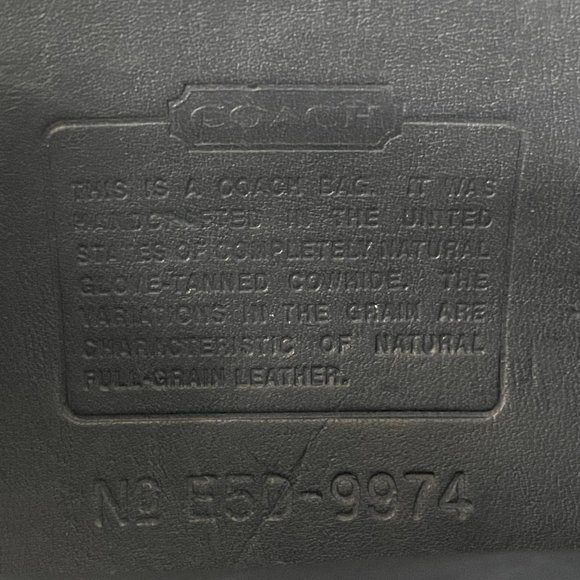 COACH
THIS IS A COACH BAG. IT WAS
HANDCRAFTED IN THE UNITED
STATES OF COMPLETELY NATURAL
GLOVE-TANNED COWHIDE. THE
VARIATIONS IN THE GRAIN ARE
CHARACTERISTIC OF NATURAL
FULL-GRAIN LEATHER.
NO E5D-9974